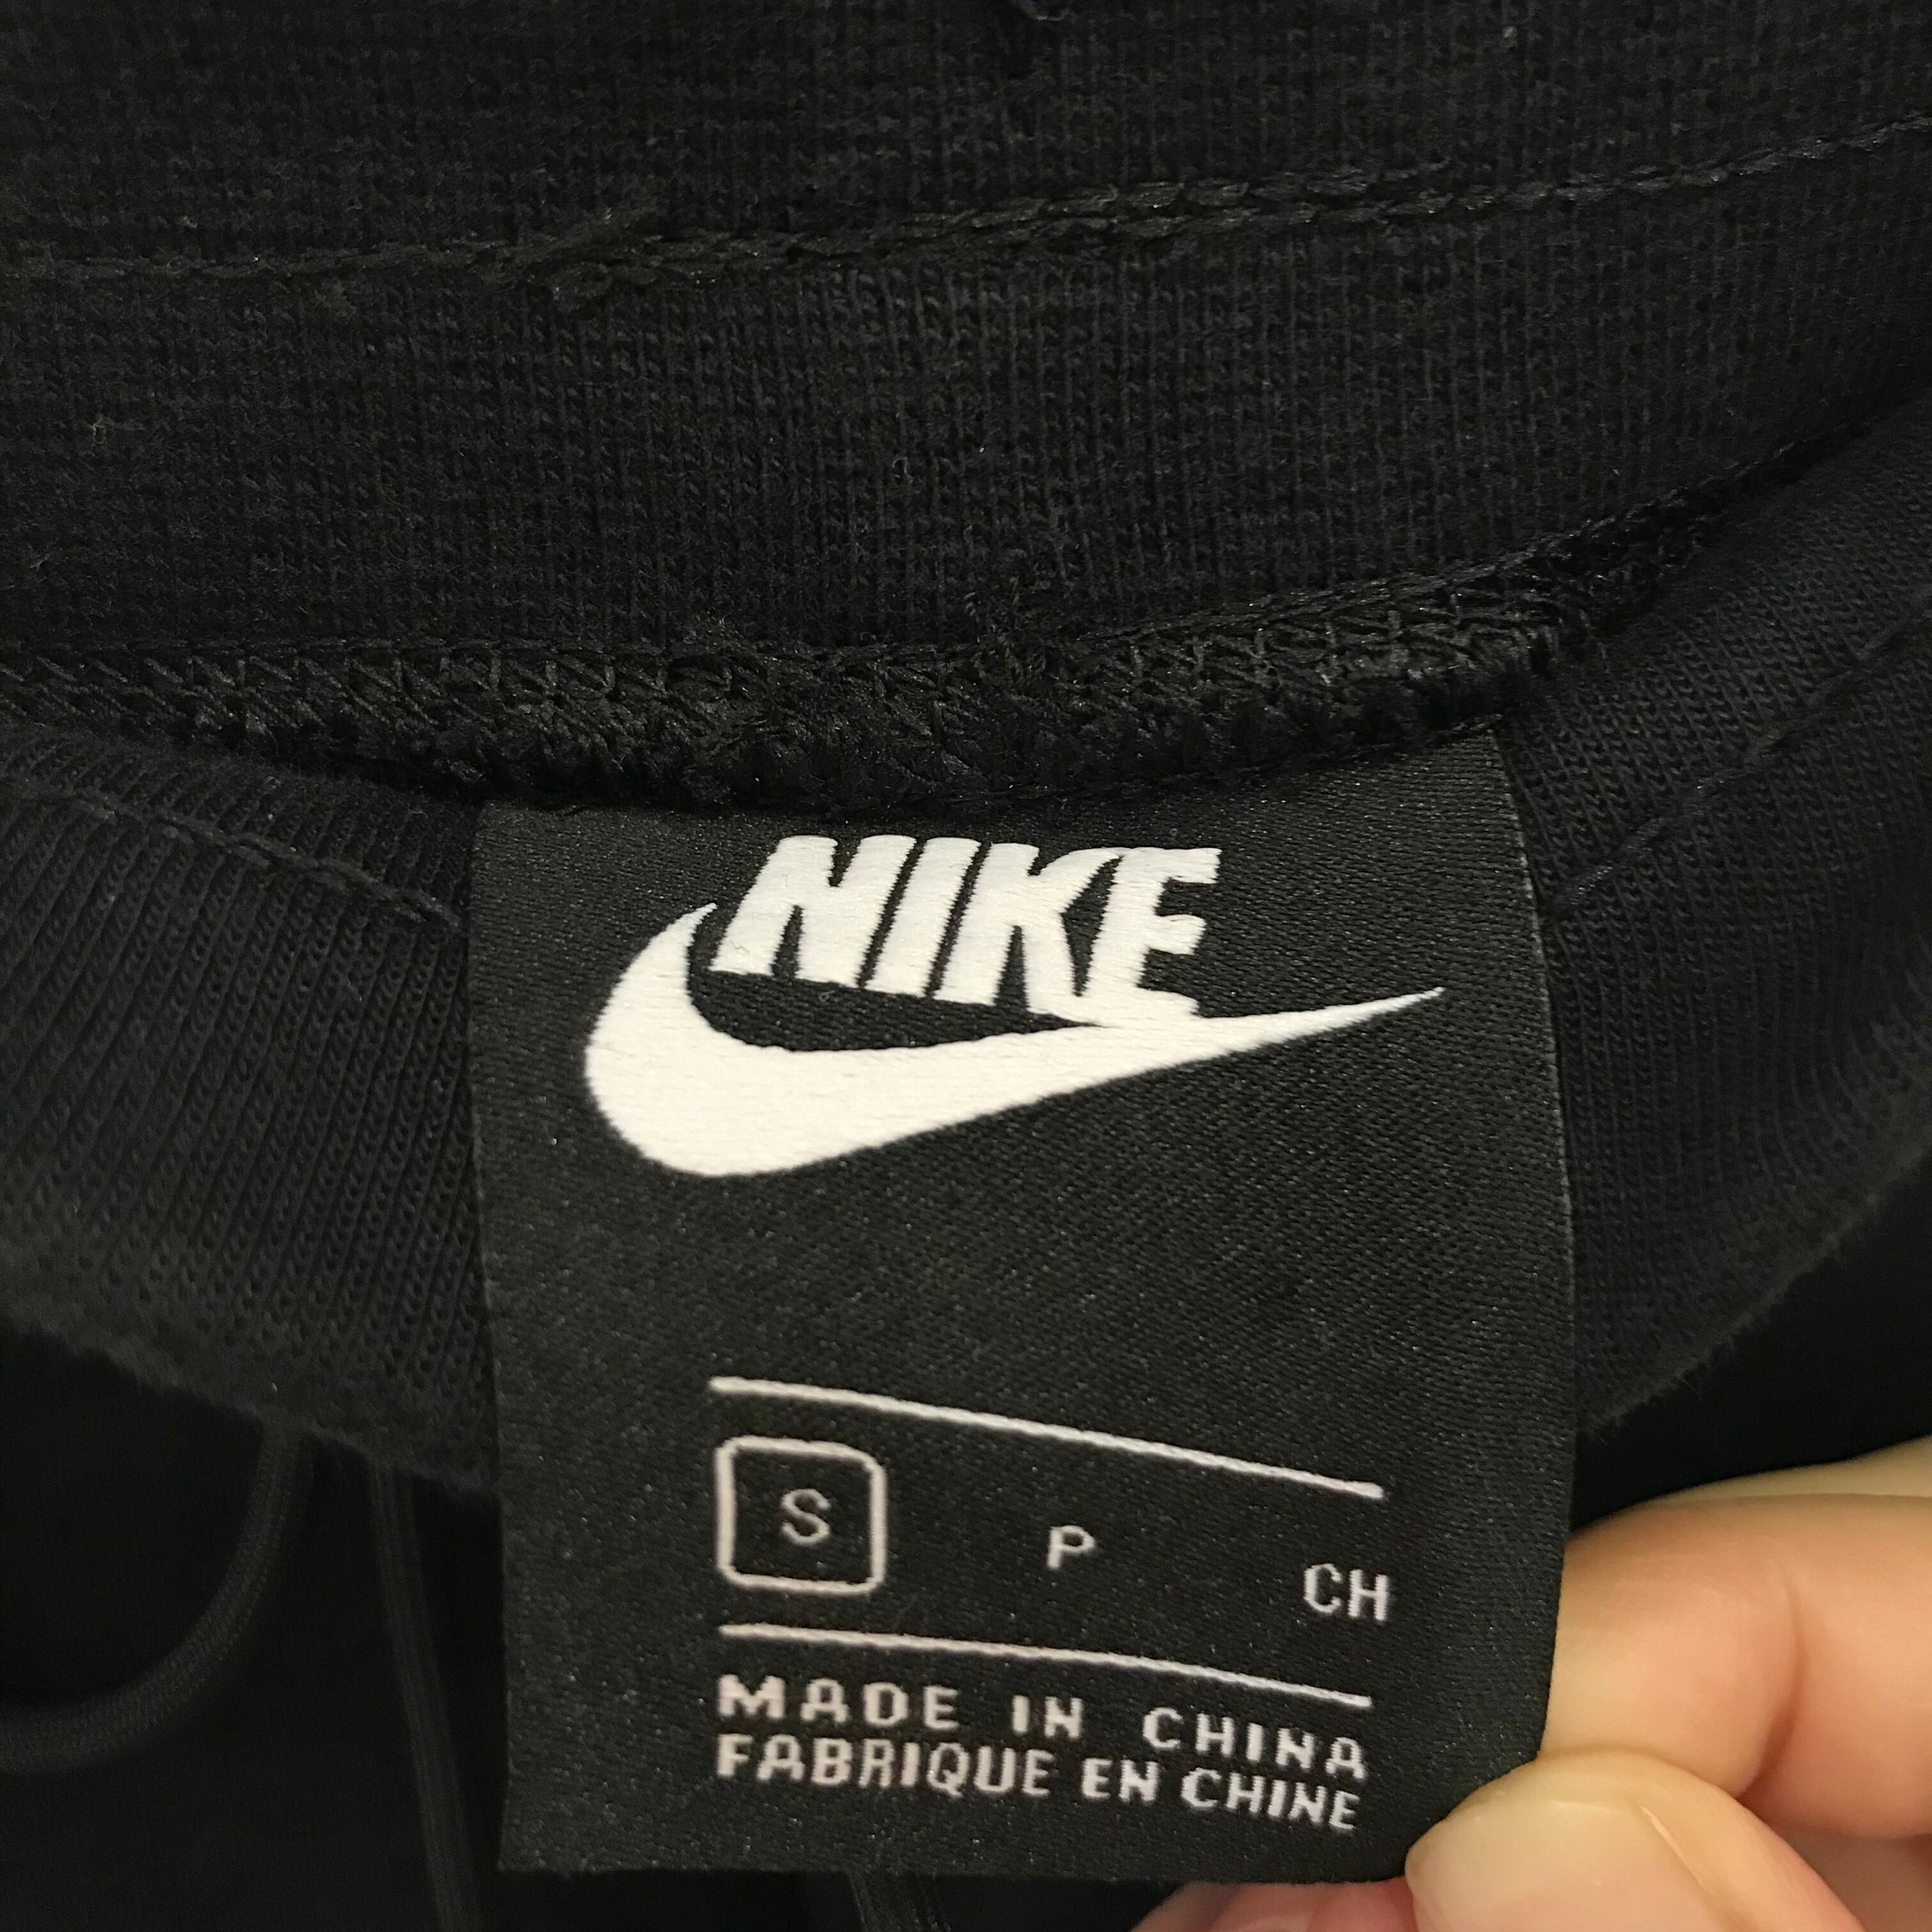 NIKE
S P CH
MADE IN CHINA
FABRIQUE EN CHINE